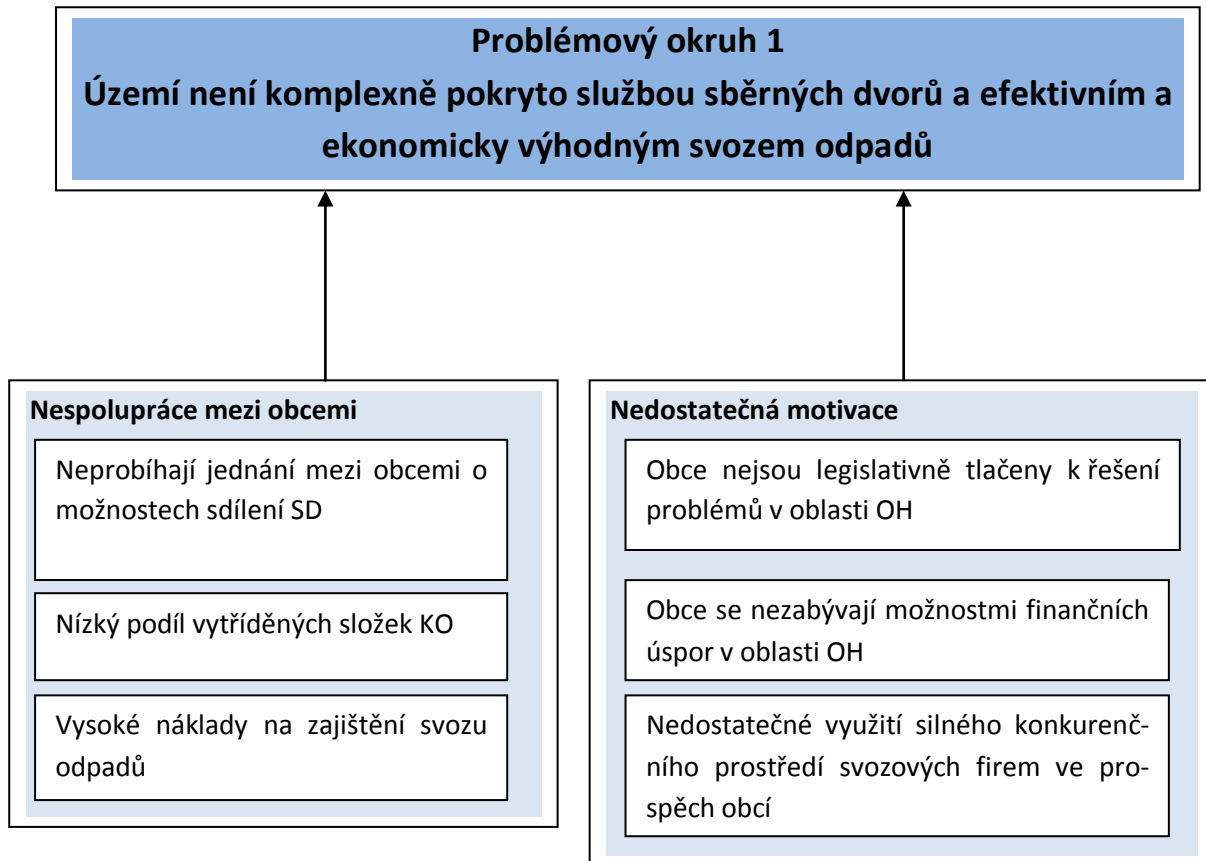 Problémový okruh 1
Území není komplexně pokryto službou sběrných dvorů a efektivním a
ekonomicky výhodným svozem odpadů
Nespolupráce mezi obcemi
Neprobíhají jednání mezi obcemi o
možnostech sdílení SD
Nízký podíl vytříděných složek KO
Vysoké náklady na zajištění svozu
odpadů
Nedostatečná motivace
Obce nejsou legislativně tlačeny k řešení
problémů v oblasti OH
Obce se nezabývají možnostmi finančních
úspor v oblasti OH
Nedostatečné využití silného konkurenč-
ního prostředí svozových firem ve pro-
spěch obcí